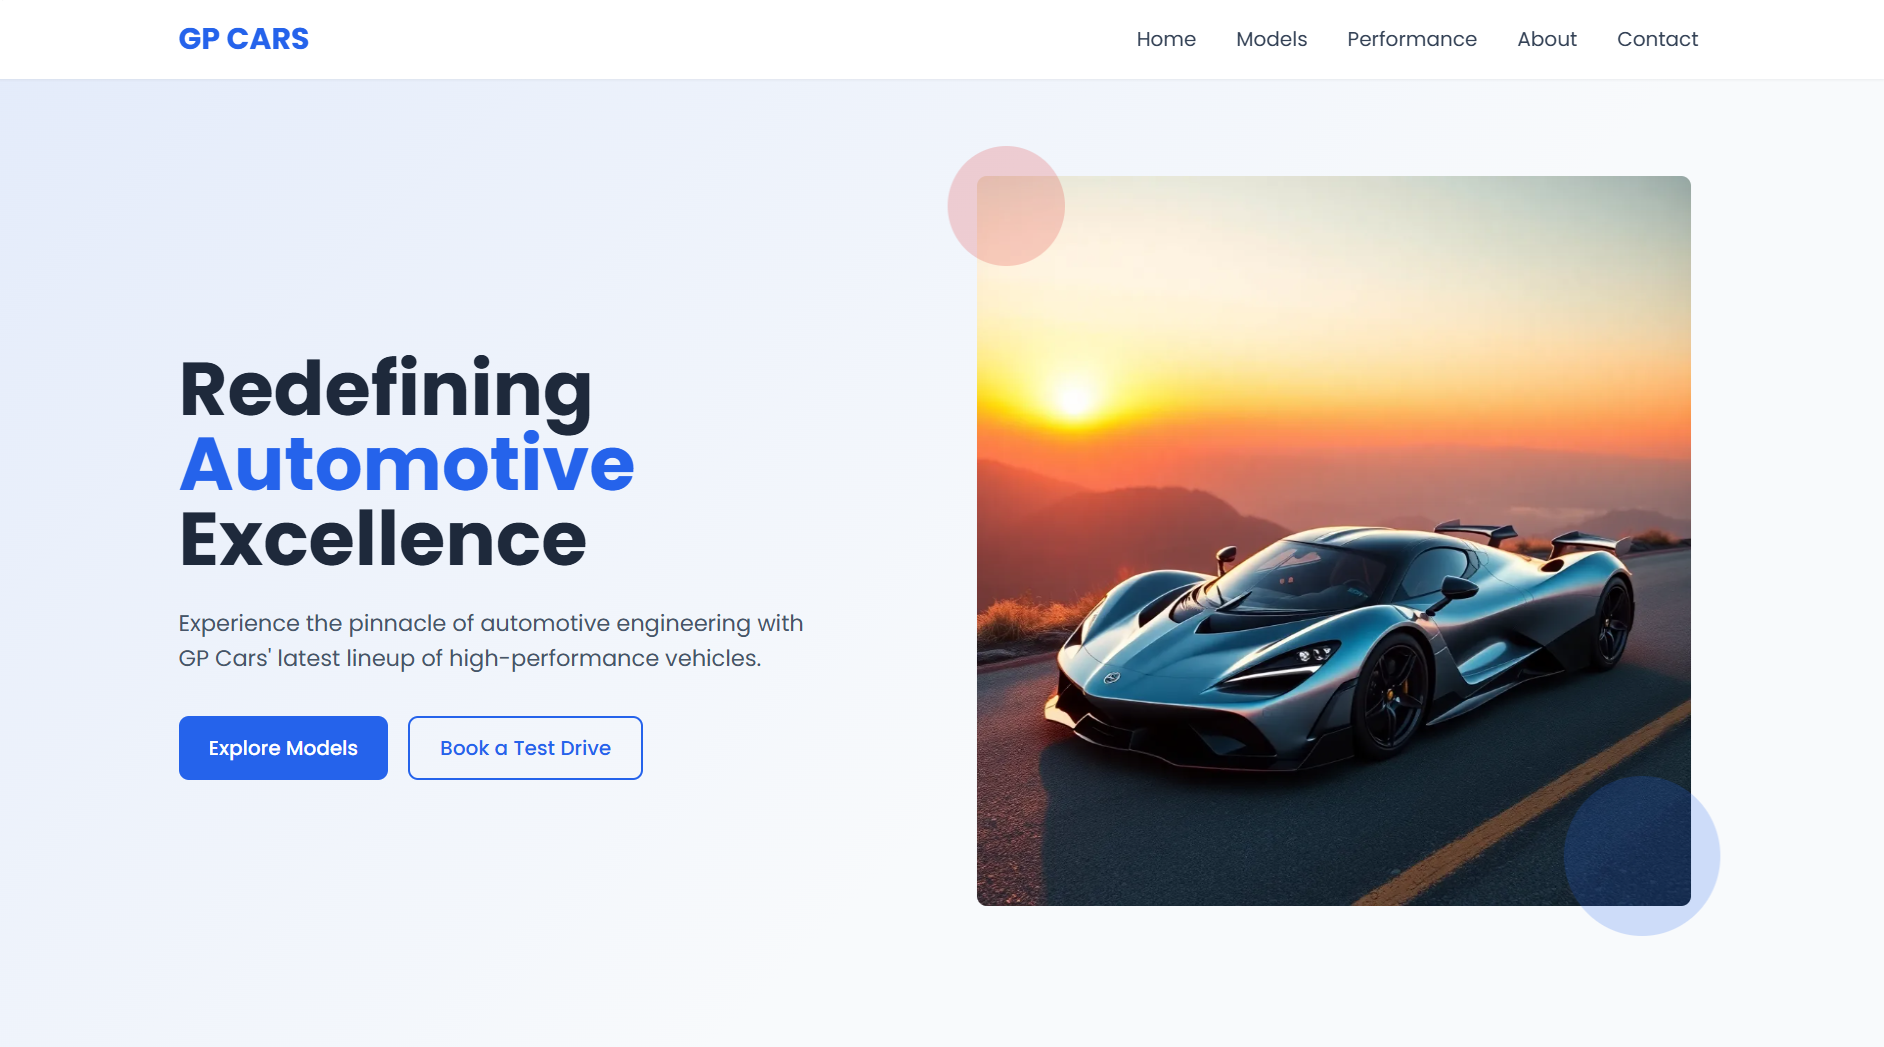 GP CARS
Home
Models
Performance
About
Contact
Redefining
Automotive
Excellence
Experience the pinnacle of automotive engineering with
GP Cars' latest lineup of high-performance vehicles.
Explore Models
Book a Test Drive